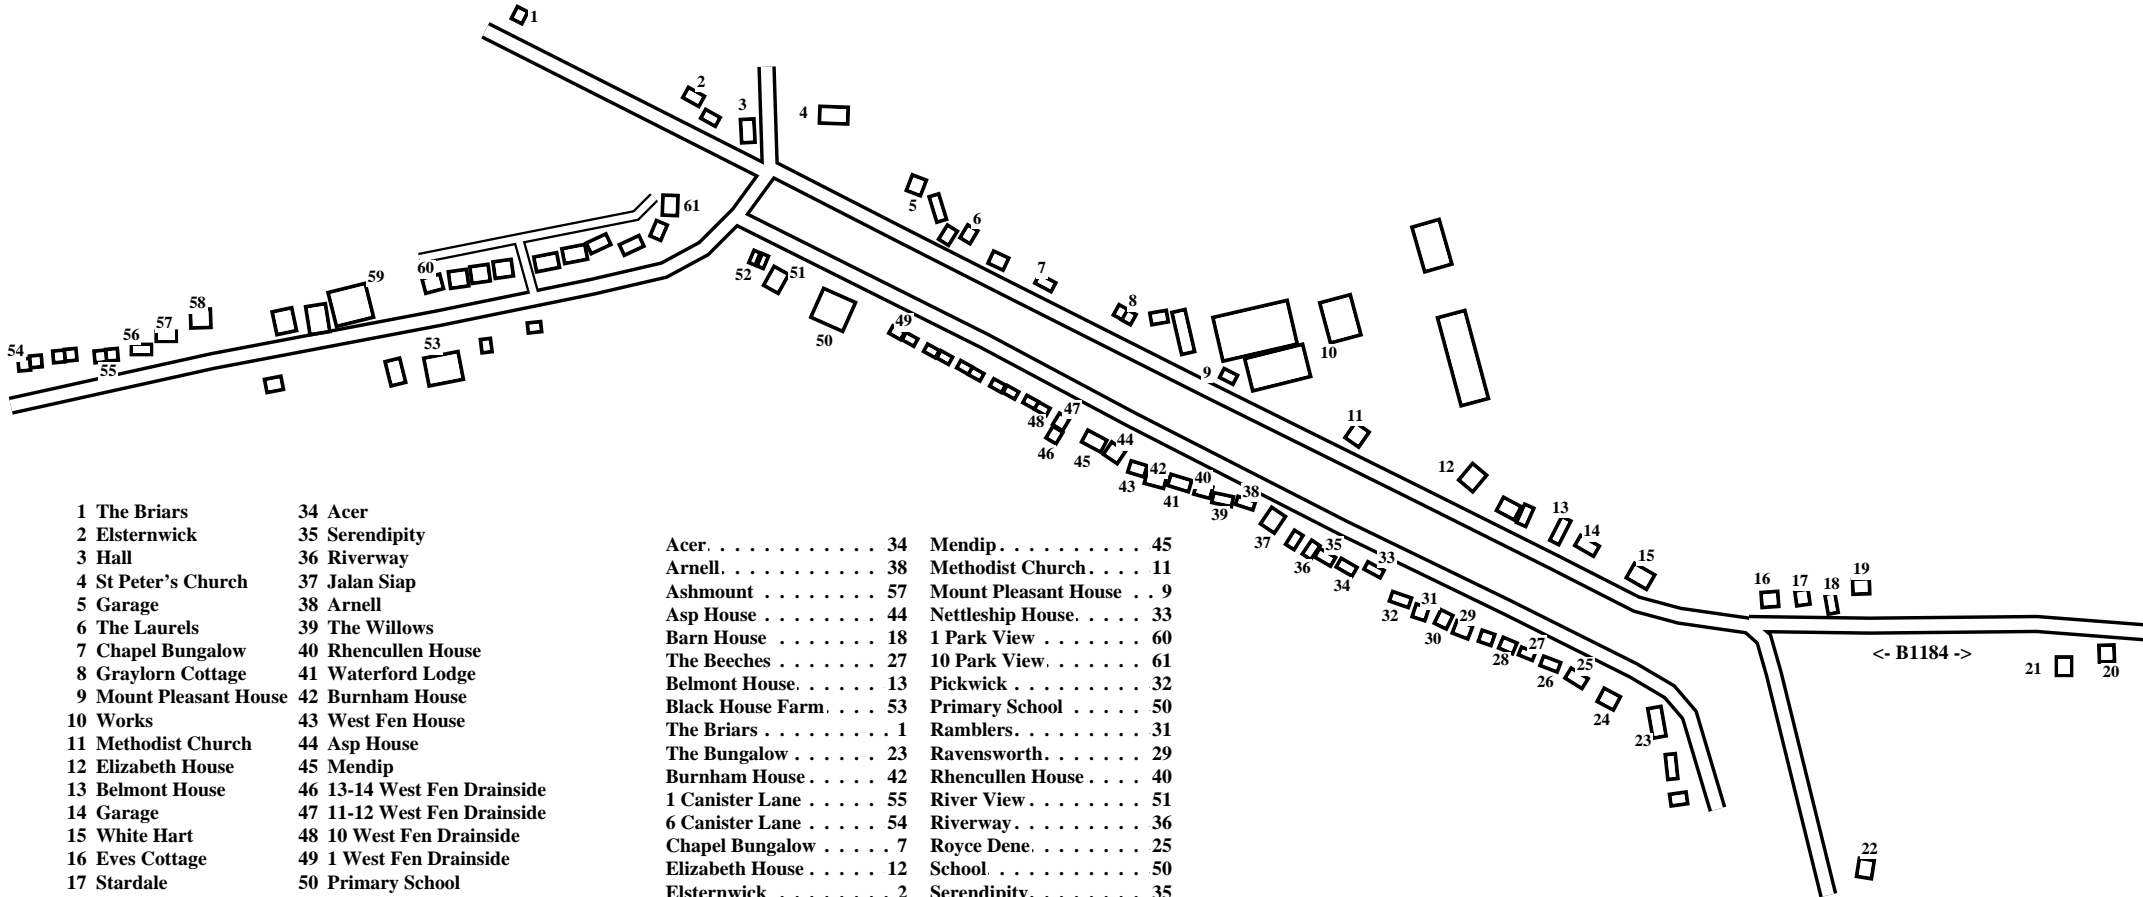 1
2
3
4
5
6
7
8
9
10
11
12
13
14
15
16
17
18
19
20
21
22
23
24
25
26
27
28
29
30
31
32
33
34
35
36
37
38
39
40
41
42
43
44
45
46
47
48
49
50
51
52
53
54
55
56
57
58
59
60
61
<- B1184 ->
1 The Briars
2 Elsternwick
3 Hall
4 St Peter's Church
5 Garage
6 The Laurels
7 Chapel Bungalow
8 Graylorn Cottage
9 Mount Pleasant House
10 Works
11 Methodist Church
12 Elizabeth House
13 Belmont House
14 Garage
15 White Hart
16 Eves Cottage
17 Stardale
34 Acer
35 Serendipity
36 Riverway
37 Jalan Siap
38 Arnell
39 The Willows
40 Rhencullen House
41 Waterford Lodge
42 Burnham House
43 West Fen House
44 Asp House
45 Mendip
46 13-14 West Fen Drainside
47 11-12 West Fen Drainside
48 10 West Fen Drainside
49 1 West Fen Drainside
50 Primary School
Acer. . . . . . . . . . . . 34
Arnell. . . . . . . . . . . 38
Ashmount . . . . . . . . . 57
Asp House . . . . . . . . 44
Barn House . . . . . . . . 18
The Beeches . . . . . . . . 27
Belmont House. . . . . . . 13
Black House Farm. . . . . 53
The Briars . . . . . . . . . 1
The Bungalow . . . . . . . 23
Burnham House . . . . . . 42
1 Canister Lane . . . . . . 55
6 Canister Lane . . . . . . 54
Chapel Bungalow . . . . . 7
Elizabeth House . . . . . . 12
Elsternwick . . . . . . . . 2
Mendip. . . . . . . . . . . 45
Methodist Church . . . . . 11
Mount Pleasant House . . 9
Nettleship House. . . . . . 33
1 Park View . . . . . . . . 60
10 Park View. . . . . . . . 61
Pickwick . . . . . . . . . . 32
Primary School . . . . . . 50
Ramblers. . . . . . . . . . 31
Ravensworth. . . . . . . . 29
Rhencullen House . . . . . 40
River View . . . . . . . . . 51
Riverway. . . . . . . . . . 36
Royce Dene. . . . . . . . . 25
School. . . . . . . . . . . . 50
Serendipity. . . . . . . . . 35